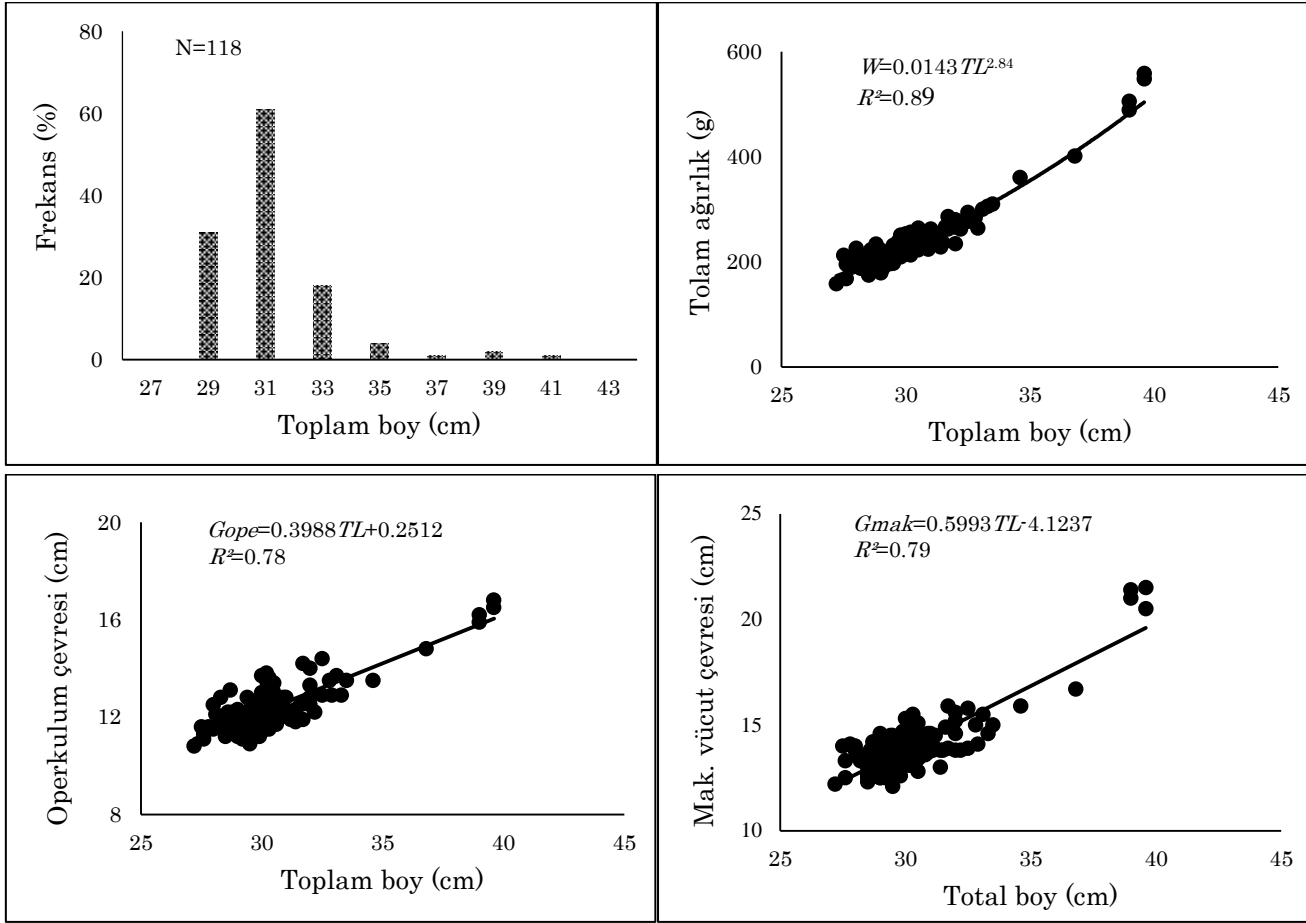 N=118
80
60
40
20
0
Frekans (%)
27 29 31 33 35 37 39 41 43
Toplam boy (cm)
W=0.0143TL^2.84
R²=0.89
600
400
200
0
Tolam ağırlık (g)
25 30 35 40 45
Toplam boy (cm)
Gope=0.3988TL+0.2512
R²=0.78
20
16
12
8
Operkulum çevresi (cm)
25 30 35 40 45
Toplam boy (cm)
Gmak=0.5993TL-4.1237
R²=0.79
25
20
15
10
Mak. vücut çevresi (cm)
25 30 35 40 45
Total boy (cm)